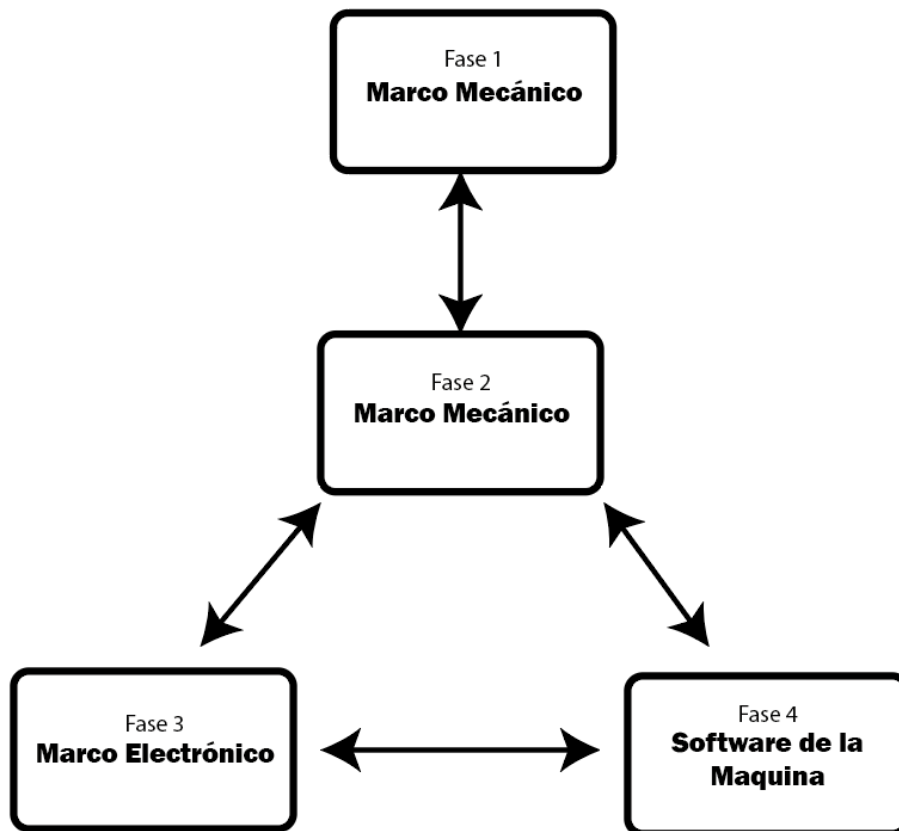 Fase 1
Marco Mecánico
Fase 2
Marco Mecánico
Fase 3
Marco Electrónico
Fase 4
Software de la
Maquina